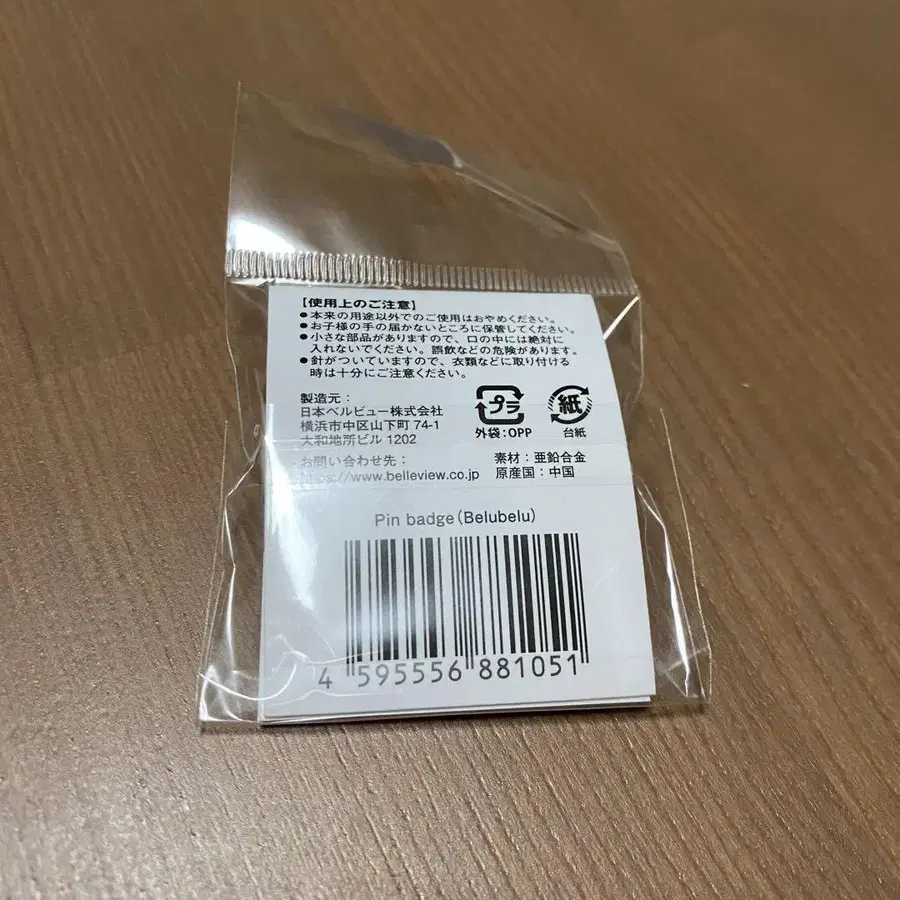 【使用上のご注意】
●本来の用途以外でのご使用はおやめください。
●お子様の手の届かないところに保管してください。
●小さな部品がありますので、口の中には絶対に
入れないでください。誤飲などの危険があります。
●針がついていますので、衣類などに取り付ける
時は十分にご注意ください。
製造元:
日本ベルビュー株式会社
横浜市中区山下町 74-1
大和地所ビル 1202
お問い合わせ先:
https://www.belleview.co.jp
プラ
外袋:OPP
紙
台紙
素材:亜鉛合金
原産国:中国
Pin badge(Belubelu)
4 595556 881051